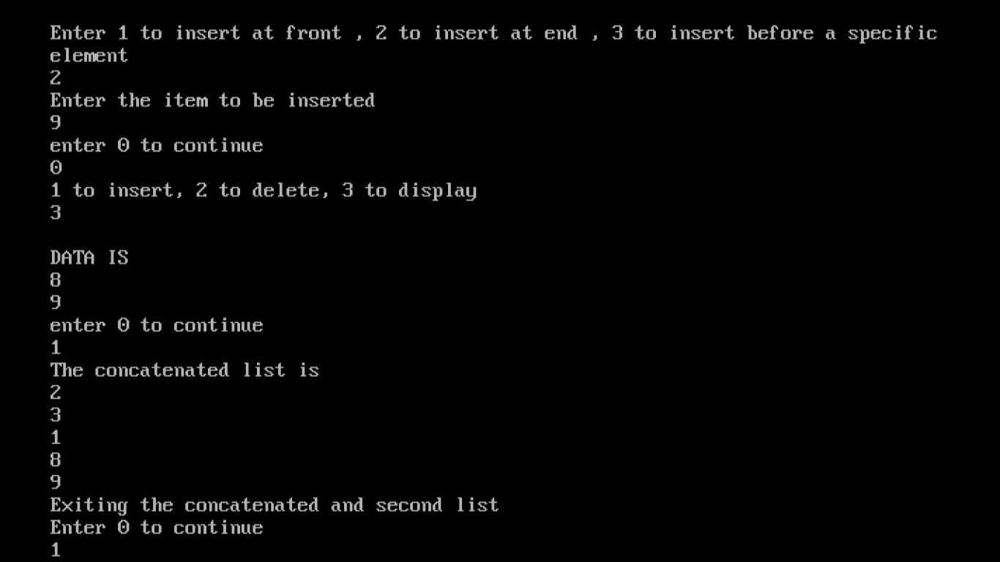 Enter 1 to insert at front , 2 to insert at end , 3 to insert before a specific
element
2
Enter the item to be inserted
9
enter 0 to continue
0
1 to insert, 2 to delete, 3 to display
3
DATA IS
8
9
enter 0 to continue
1
The concatenated list is
2
3
1
8
9
Exiting the concatenated and second list
Enter 0 to continue
1